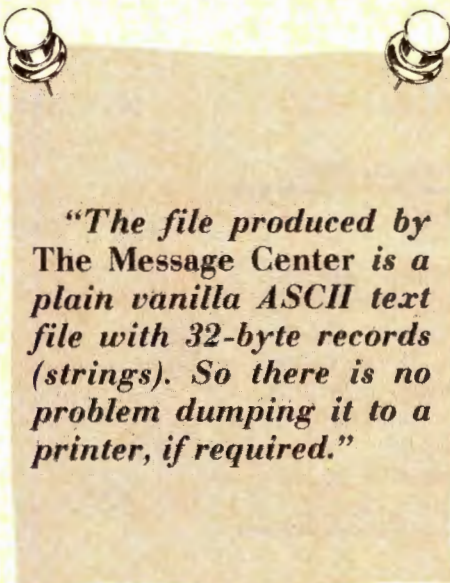 “The file produced by
The Message Center is a
plain vanilla ASCII text
file with 32-byte records
(strings). So there is no
problem dumping it to a
printer, if required.”